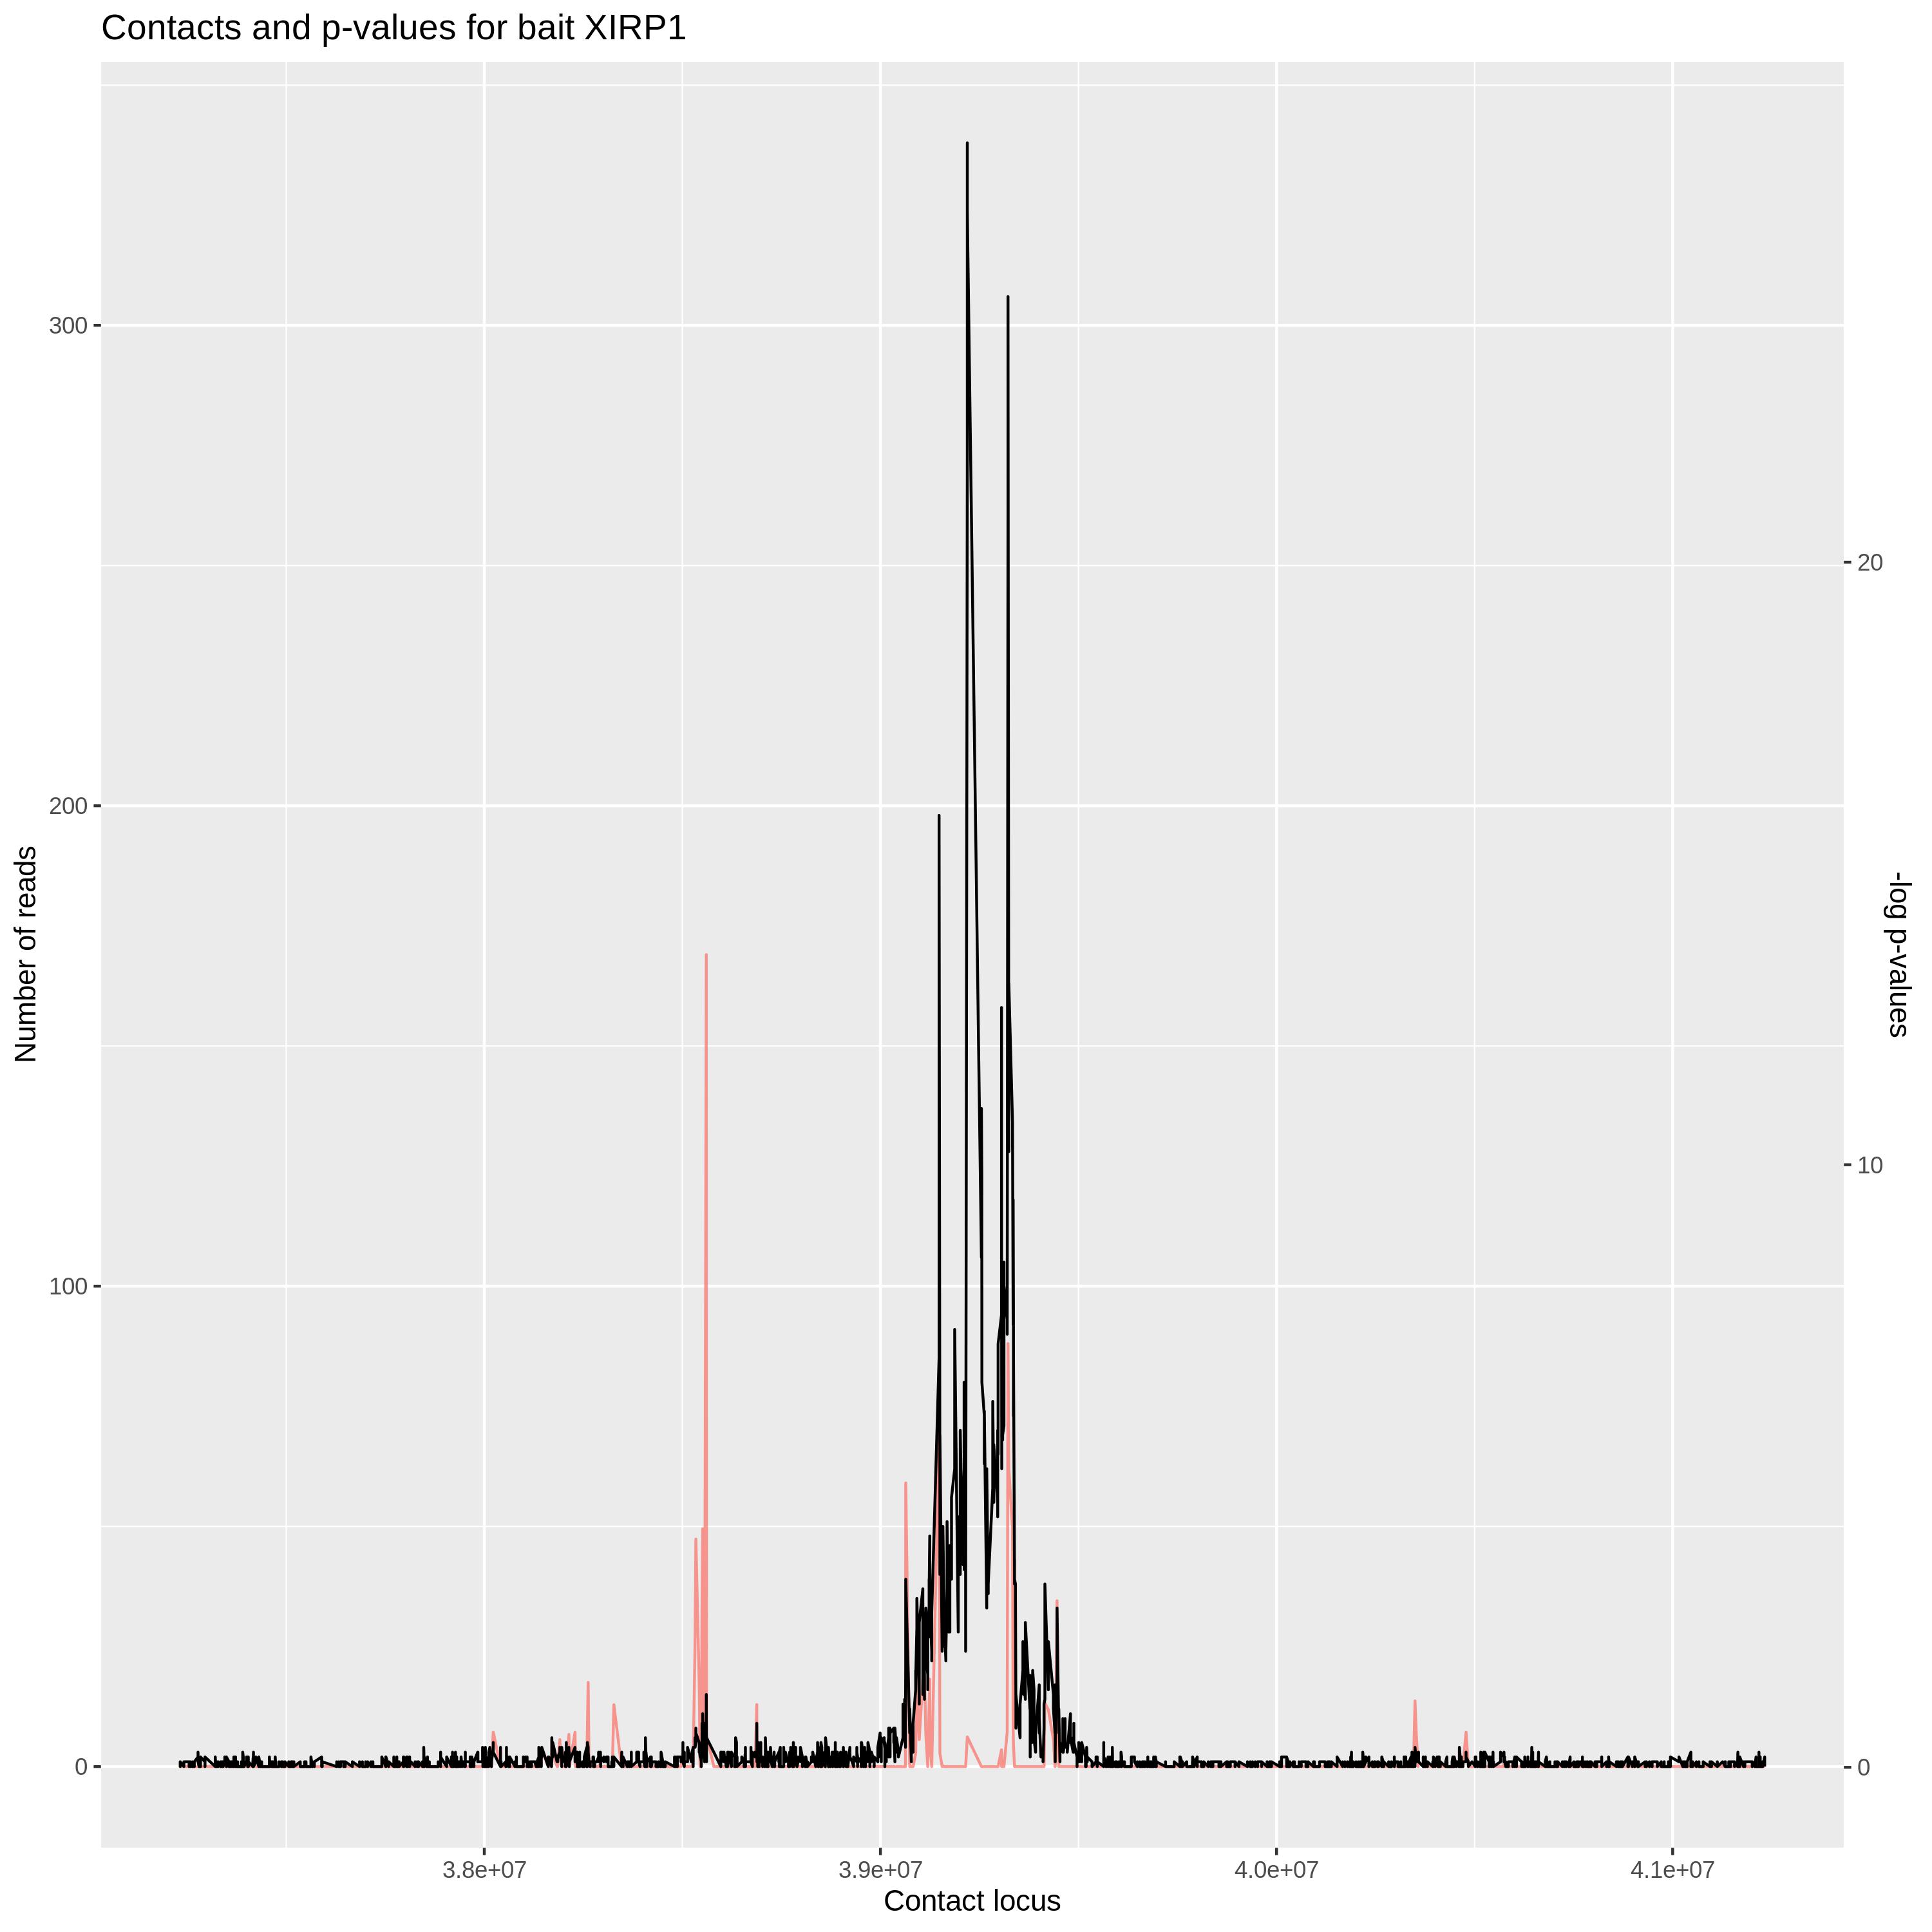 Contacts and p-values for bait XIRP1
300
200
100
0
Number of reads
20
10
0
-log p-values
3.8e+07
3.9e+07
4.0e+07
4.1e+07
Contact locus